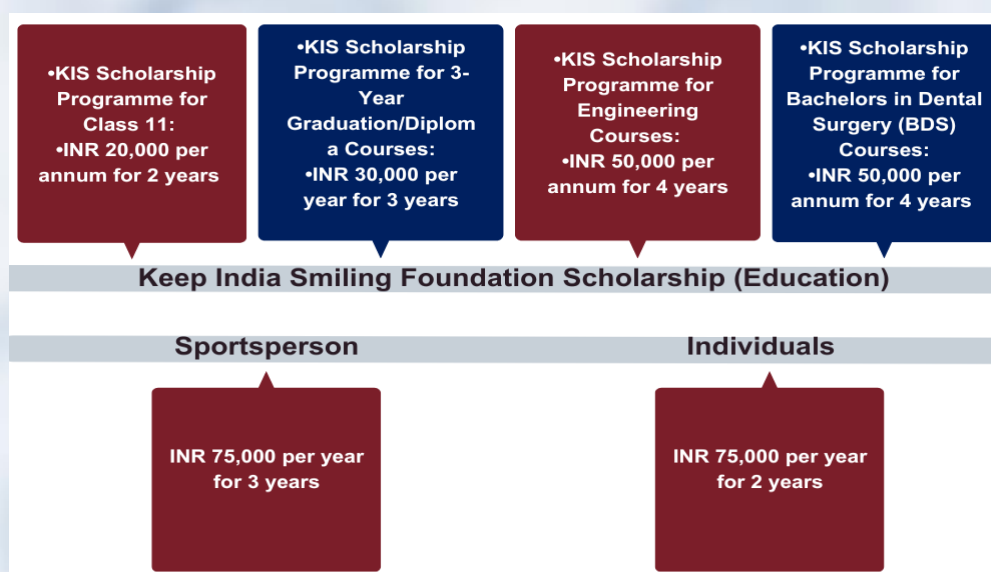 •KIS Scholarship
Programme for
Class 11:
•INR 20,000 per
annum for 2 years
•KIS Scholarship
Programme for 3-
Year
Graduation/Diplom
a Courses:
•INR 30,000 per
year for 3 years
•KIS Scholarship
Programme for
Engineering
Courses:
•INR 50,000 per
annum for 4 years
•KIS Scholarship
Programme for
Bachelors in Dental
Surgery (BDS)
Courses:
•INR 50,000 per
annum for 4 years
Keep India Smiling Foundation Scholarship (Education)
Sportsperson
Individuals
INR 75,000 per year
for 3 years
INR 75,000 per year
for 2 years